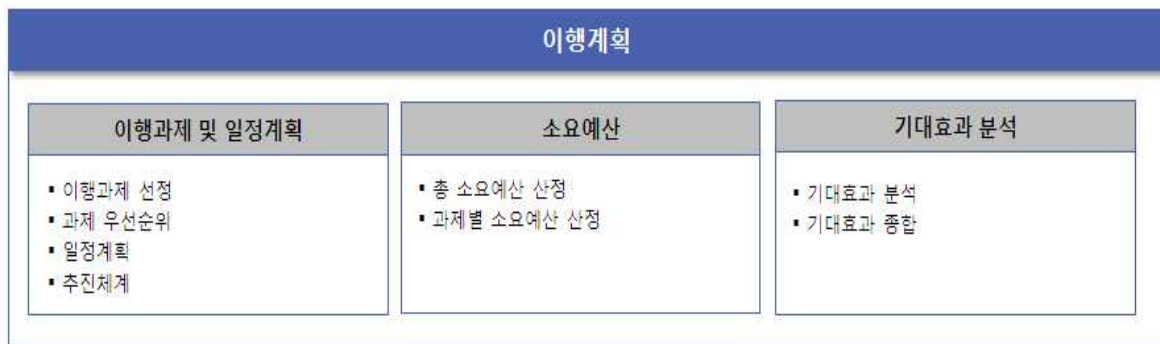 이행계획
이행과제 및 일정계획
▪ 이행과제 선정
▪ 과제 우선순위
▪ 일정계획
▪ 추진체계
소요예산
▪ 총 소요예산 산정
▪ 과제별 소요예산 산정
기대효과 분석
▪ 기대효과 분석
▪ 기대효과 종합